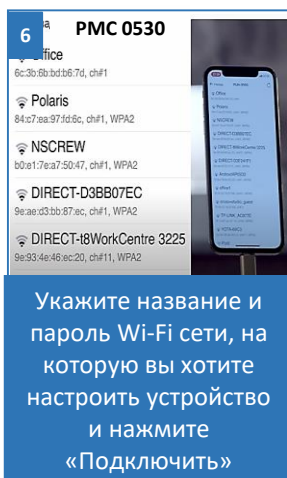 6
PMC 0530
Office
6c:3b:6b:bd:b6:7d, ch#1
Polaris
84:c7:ea:97:fd:6c, ch#1, WPA2
NSCREW
b0:e1:7e:a7:50:47, ch#1, WPA2
DIRECT-D3BB07EC
9e:ae:d3:bb:87:ec, ch#1, WPA2
DIRECT-t8WorkCentre 3225
9e:93:4e:46:ec:20, ch#11, WPA2
Укажите название и
пароль Wi-Fi сети, на
которую вы хотите
настроить устройство
и нажмите
«Подключить»